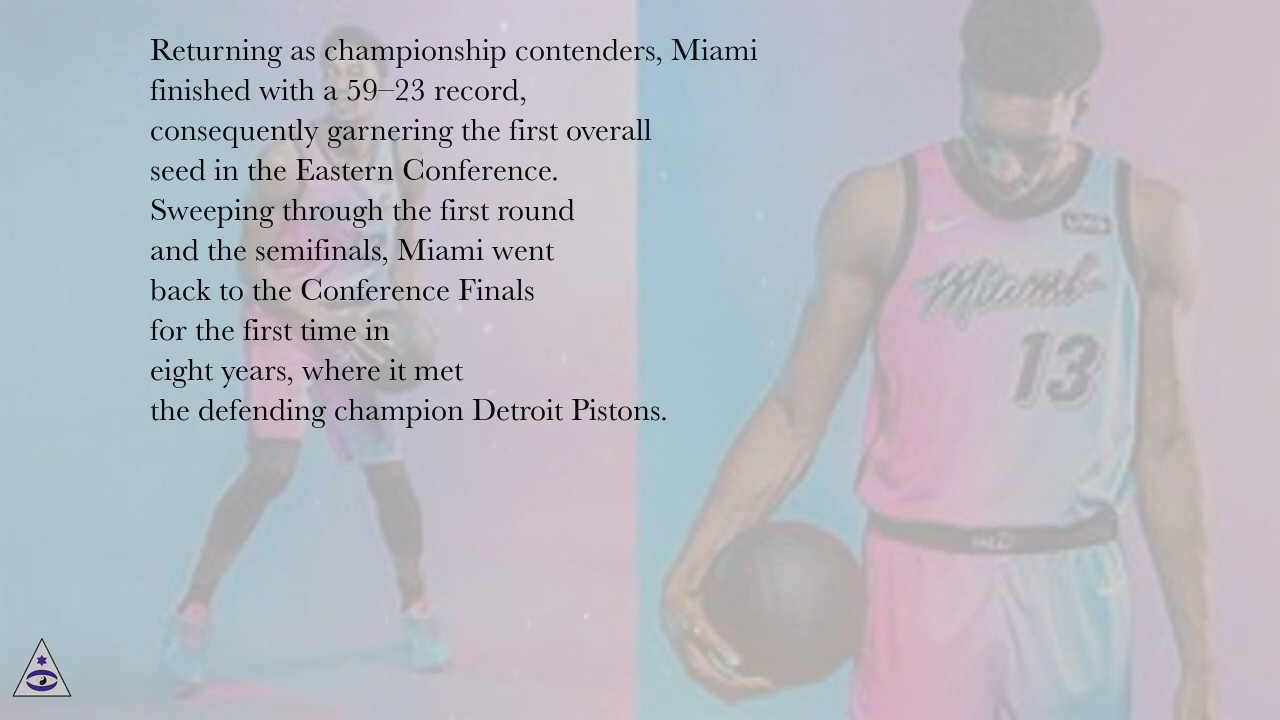 Returning as championship contenders, Miami
finished with a 59–23 record,
consequently garnering the first overall
seed in the Eastern Conference.
Sweeping through the first round
and the semifinals, Miami went
back to the Conference Finals
for the first time in
eight years, where it met
the defending champion Detroit Pistons.
Miami
13